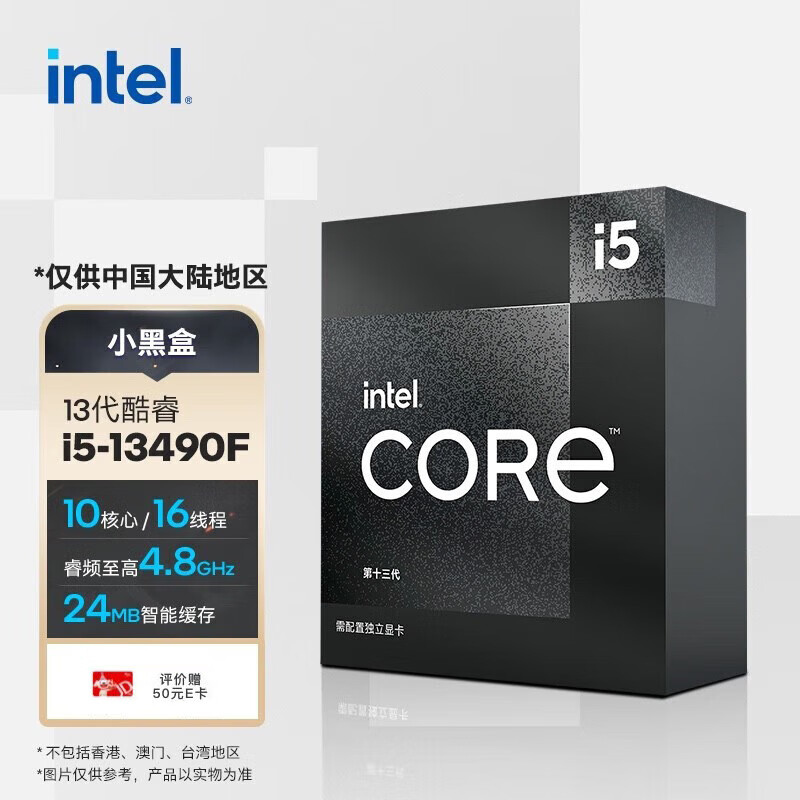 intel®
*仅供中国大陆地区
小黑盒
13代酷睿
i5-13490F
10核心/16线程
睿频至高4.8GHz
24MB智能缓存
评价赠
50元E卡
* 不包括香港、澳门、台湾地区
*图片仅供参考，产品以实物为准
i5
intel.
CORE™
第十三代
需配置独立显卡